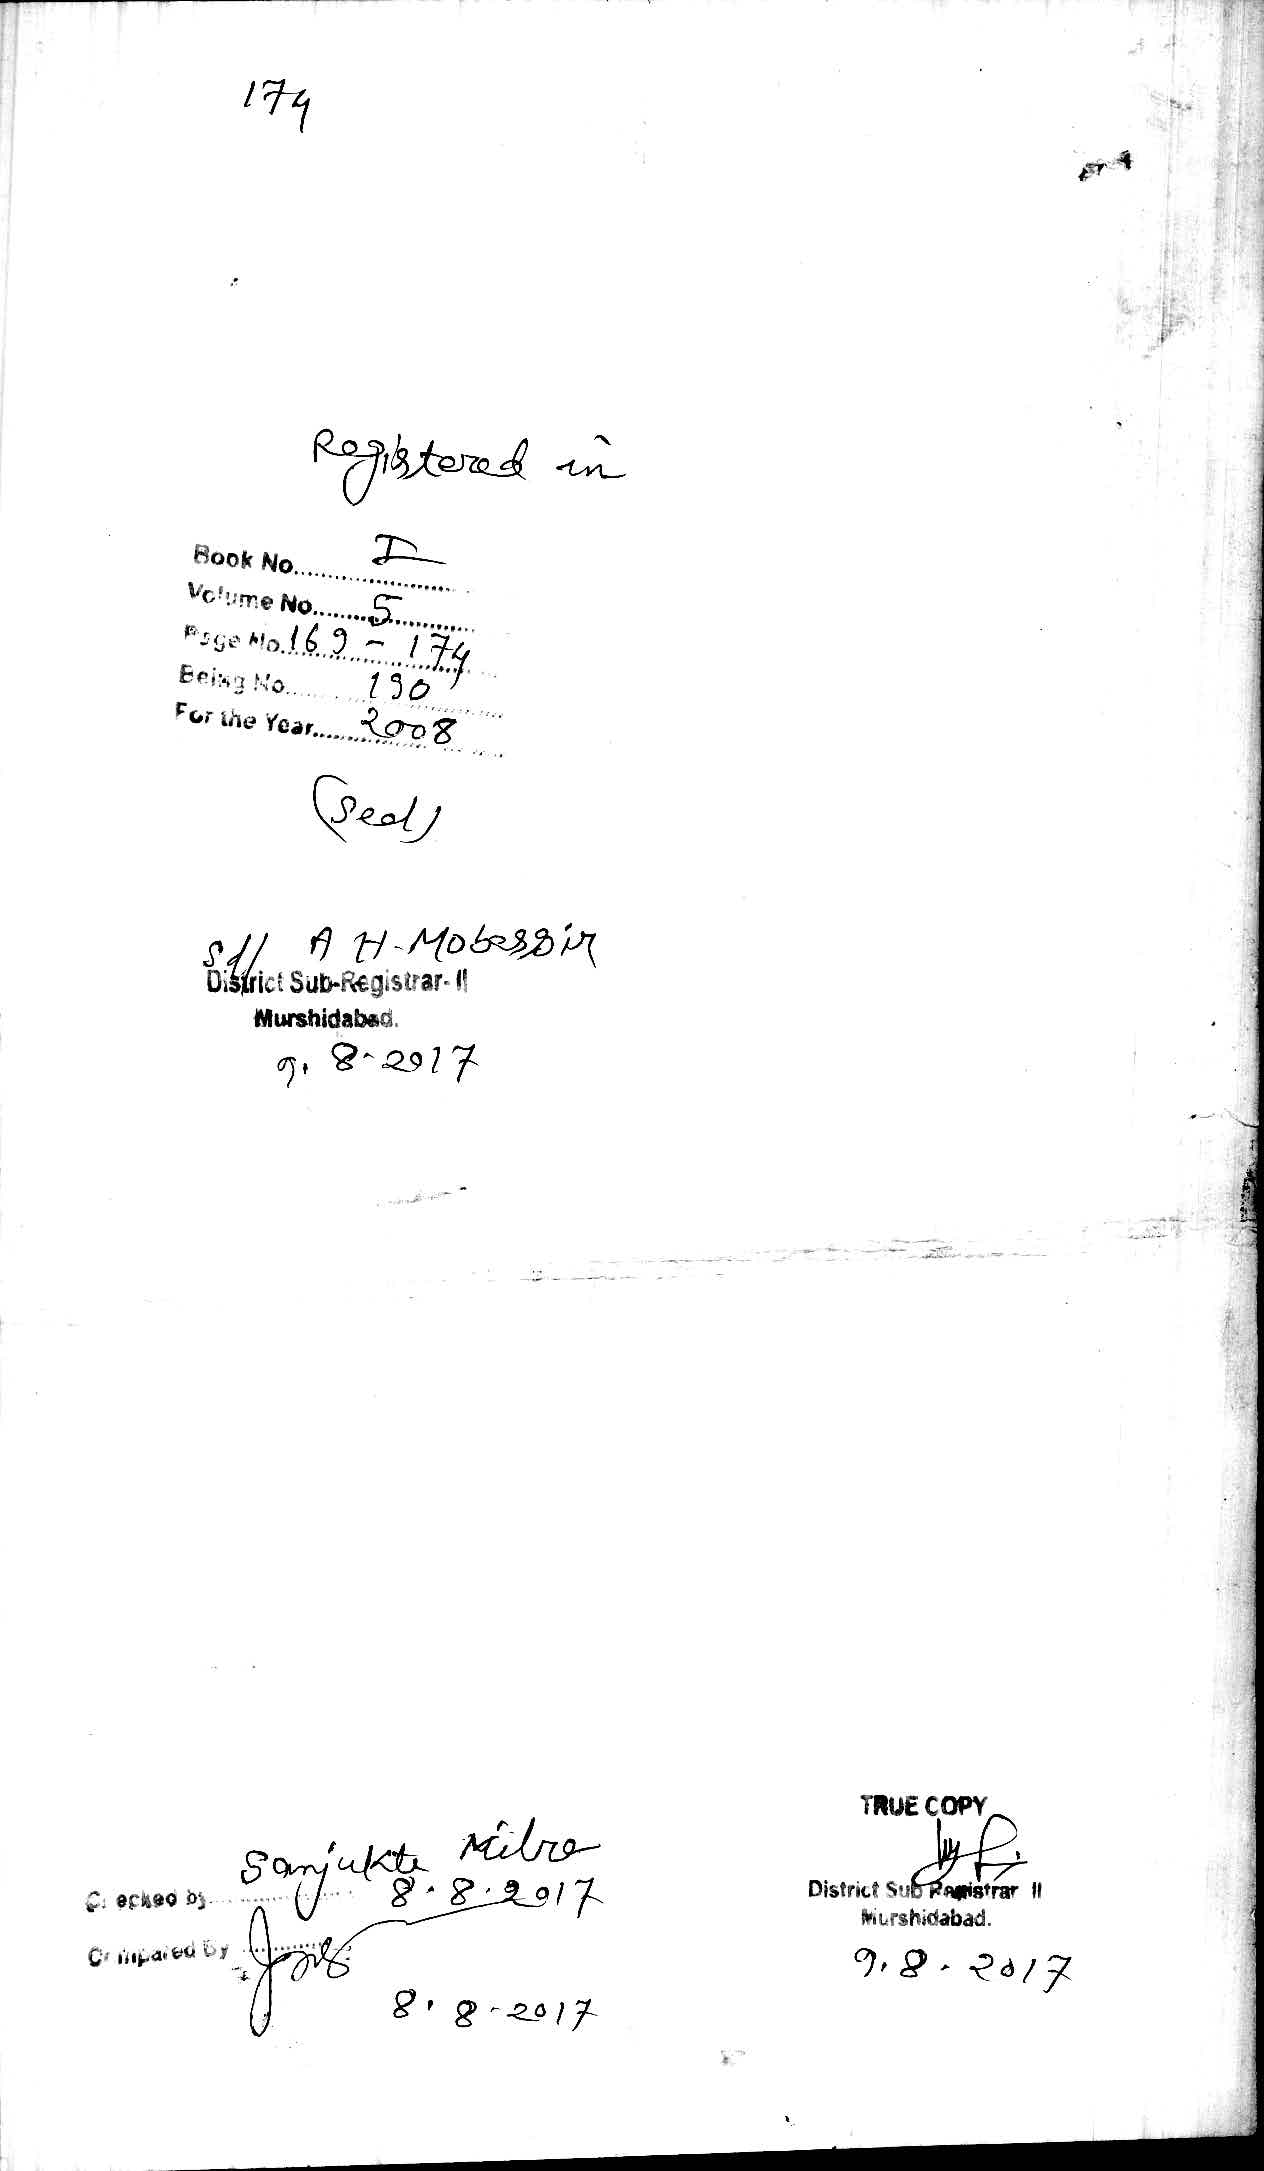 174
Registered in
Book No. I
Volume No. 5
Page No. 169 - 174
Being No. 190
For the Year 2008
(Seal)
Sd/ A H-Mobassir
District Sub-Registrar-II
Murshidabad.
9.8-2017
TRUE COPY
Sanjukta Mitra
Checked by 8.8.2017
District Sub Registrar II
Murshidabad.
Compared By
9.8.2017
8.8-2017